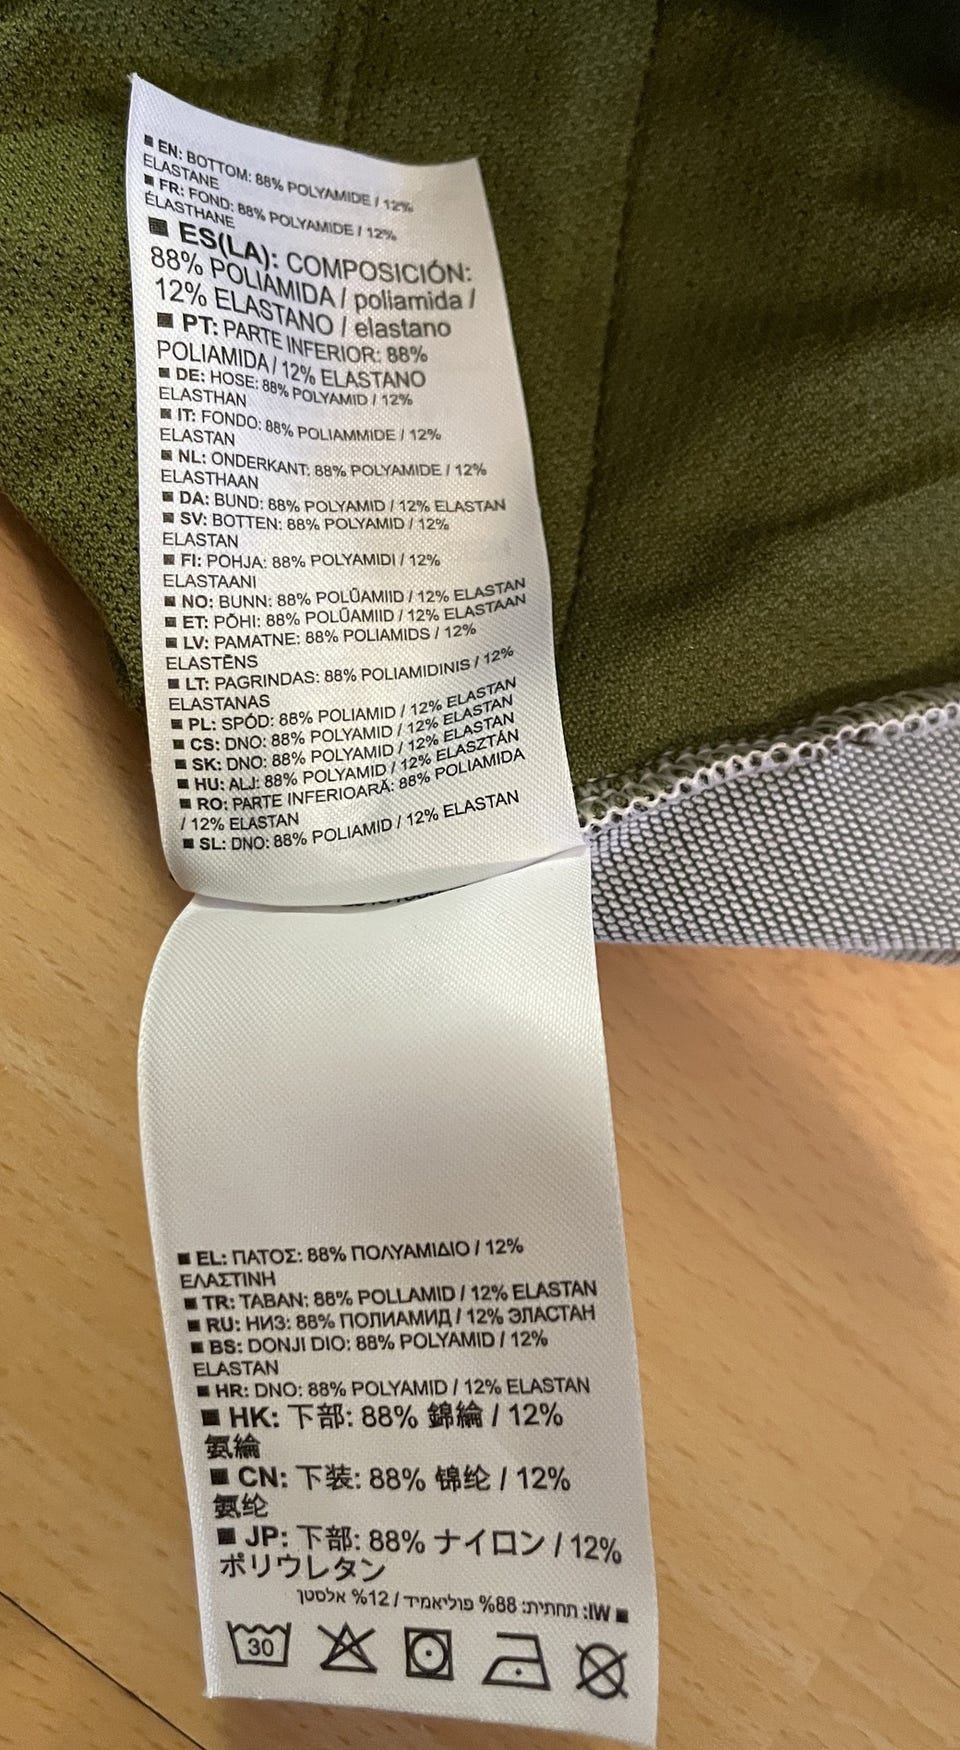 ■ EN: BOTTOM: 88% POLYAMIDE / 12%
ELASTANE
■ FR: FOND: 88% POLYAMIDE / 12%
ÉLASTHANE
■ ES(LA): COMPOSICIÓN:
88% POLIAMIDA / poliamida /
12% ELASTANO / elastano
■ PT: PARTE INFERIOR: 88%
POLIAMIDA / 12% ELASTANO
■ DE: HOSE: 88% POLYAMID / 12%
ELASTHAN
■ IT: FONDO: 88% POLIAMMIDE / 12%
ELASTAN
■ NL: ONDERKANT: 88% POLYAMIDE / 12%
ELASTHAAN
■ DA: BUND: 88% POLYAMID / 12% ELASTAN
■ SV: BOTTEN: 88% POLYAMID / 12%
ELASTAN
■ FI: POHJA: 88% POLYAMIDI / 12%
ELASTAANI
■ NO: BUNN: 88% POLÜAMIID / 12% ELASTAN
■ ET: PÕHI: 88% POLÜAMIID / 12% ELASTAAN
■ LV: PAMATNE: 88% POLIAMIDS / 12%
ELASTĒNS
■ LT: PAGRINDAS: 88% POLIAMIDINIS / 12%
ELASTANAS
■ PL: SPÓD: 88% POLIAMID / 12% ELASTAN
■ CS: DNO: 88% POLYAMID / 12% ELASTAN
■ SK: DNO: 88% POLYAMID / 12% ELASTAN
■ HU: ALJ: 88% POLYAMID / 12% ELASZTÁN
■ RO: PARTE INFERIOARĂ: 88% POLIAMIDA
/ 12% ELASTAN
■ SL: DNO: 88% POLIAMID / 12% ELASTAN
■ EL: ΠΑΤΟΣ: 88% ΠΟΛΥΑΜΙΔΙΟ / 12%
ΕΛΑΣΤΙΝΗ
■ TR: TABAN: 88% POLLAMID / 12% ELASTAN
■ RU: НИЗ: 88% ПОЛИАМИД / 12% ЭЛАСТАН
■ BS: DONJI DIO: 88% POLYAMID / 12%
ELASTAN
■ HR: DNO: 88% POLYAMID / 12% ELASTAN
■ HK: 下部: 88% 錦綸 / 12%
氨綸
■ CN: 下装: 88% 锦纶 / 12%
氨纶
■ JP: 下部: 88% ナイロン / 12%
ポリウレタン
■ IW: תחתית: 88% פוליאמיד / 12% אלסטן
30